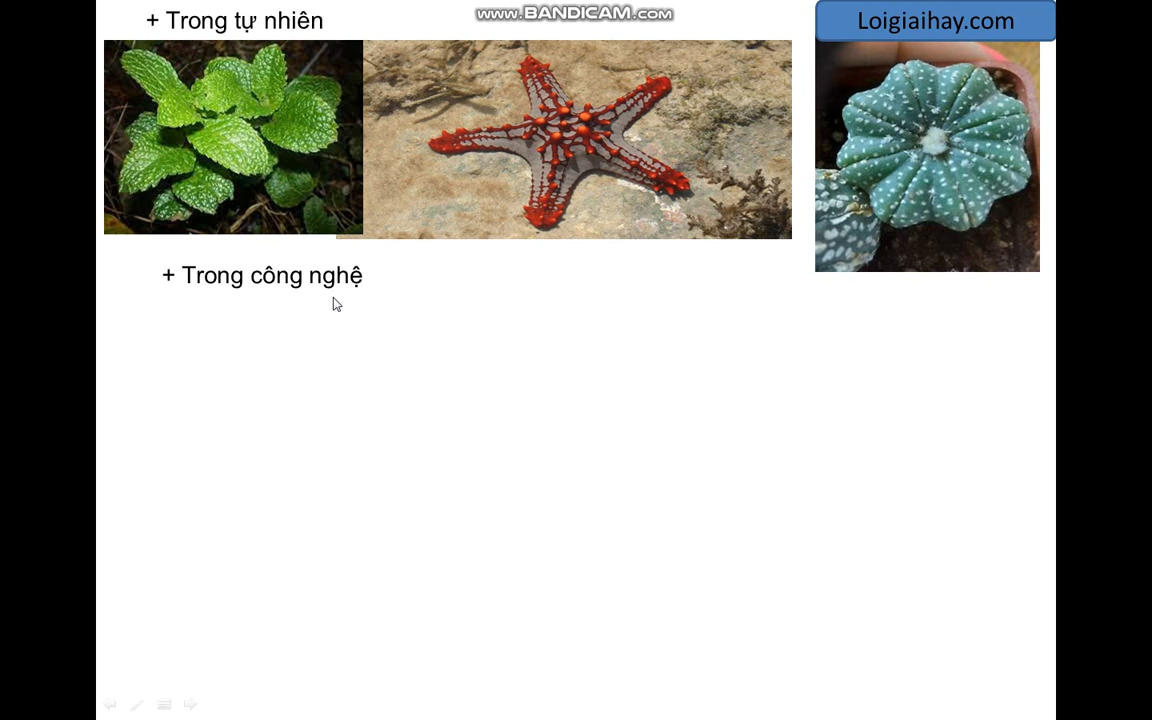 + Trong tự nhiên
www.BANDICAM.com
Loigiaihay.com
+ Trong công nghệ